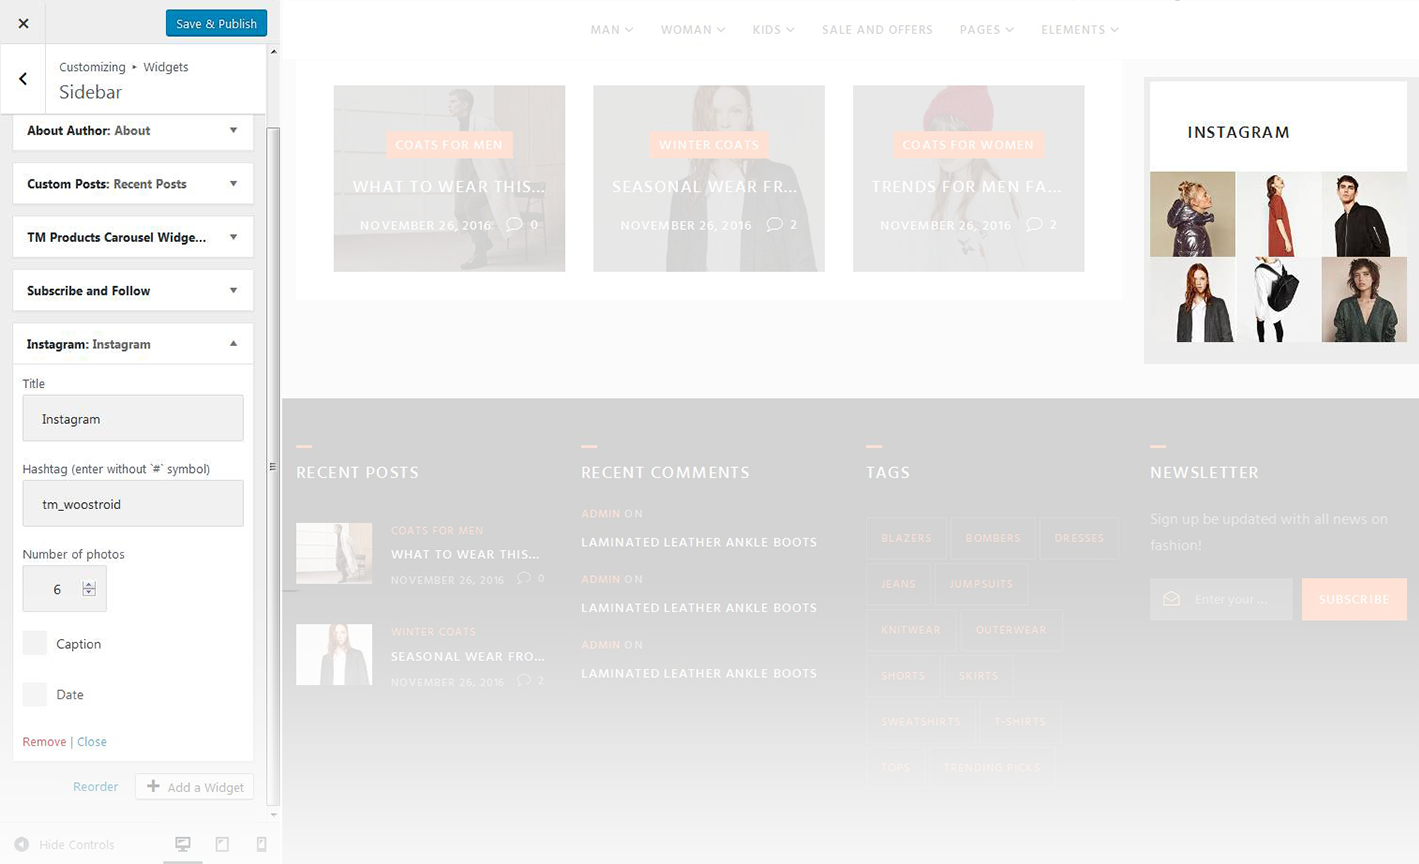 Save & Publish
Customizing ▸ Widgets
Sidebar
About Author: About
Custom Posts: Recent Posts
TM Products Carousel Widge...
Subscribe and Follow
Instagram: Instagram
Title
Instagram
Hashtag (enter without `#` symbol)
tm_woostroid
Number of photos
6
Caption
Date
Remove | Close
Reorder
Add a Widget
Hide Controls
MAN WOMAN KIDS SALE AND OFFERS PAGES ELEMENTS
COATS FOR MEN
WHAT TO WEAR THIS...
NOVEMBER 26, 2016 0
WINTER COATS
SEASONAL WEAR FR...
NOVEMBER 26, 2016 2
COATS FOR WOMEN
TRENDS FOR MEN FA...
NOVEMBER 26, 2016 2
INSTAGRAM
RECENT POSTS
COATS FOR MEN
WHAT TO WEAR THIS...
NOVEMBER 26, 2016 0
WINTER COATS
SEASONAL WEAR FRO...
NOVEMBER 26, 2016 2
RECENT COMMENTS
ADMIN ON
LAMINATED LEATHER ANKLE BOOTS
ADMIN ON
LAMINATED LEATHER ANKLE BOOTS
ADMIN ON
LAMINATED LEATHER ANKLE BOOTS
TAGS
BLAZERS BOMBERS DRESSES
JEANS JUMPSUITS
KNITWEAR OUTERWEAR
SHORTS SKIRTS
SWEATSHIRTS T-SHIRTS
TOPS TRENDING PICKS
NEWSLETTER
Sign up be updated with all news on
fashion!
Enter your ...
SUBSCRIBE